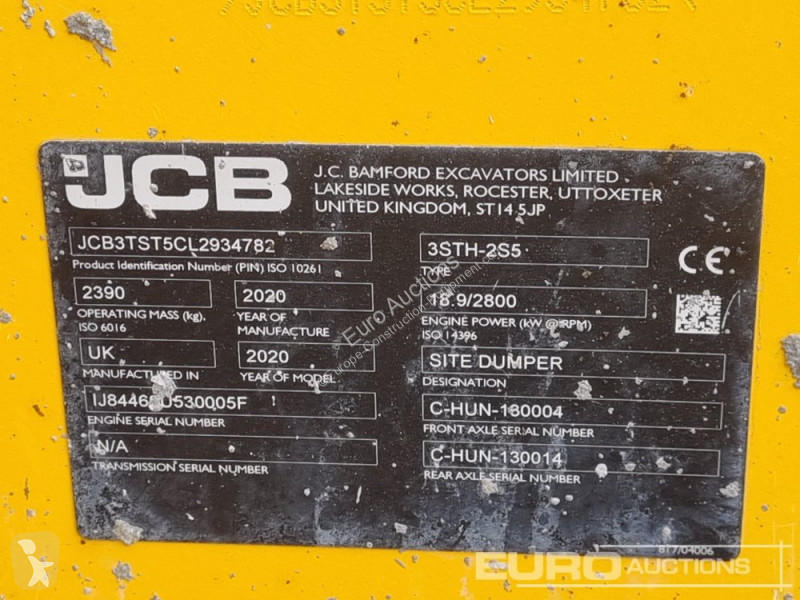 JCB
J.C. BAMFORD EXCAVATORS LIMITED
LAKESIDE WORKS, ROCESTER, UTTOXETER
UNITED KINGDOM, ST14 5JP
JCB3TST5CL2934782
Product Identification Number (PIN) ISO 10261
3STH-2S5
TYPE
CE
2390
OPERATING MASS (kg).
ISO 6016
2020
YEAR OF
MANUFACTURE
18.9/2800
ENGINE POWER (kW @ RPM)
ISO 14396
UK
MANUFACTURED IN
2020
YEAR OF MODEL
SITE DUMPER
DESIGNATION
ENGINE SERIAL NUMBER
C-HUN-130004
FRONT AXLE SERIAL NUMBER
N/A
TRANSMISSION SERIAL NUMBER
C-HUN-130014
REAR AXLE SERIAL NUMBER
817/04006
Euro Auctions
EURO
AUCTIONS